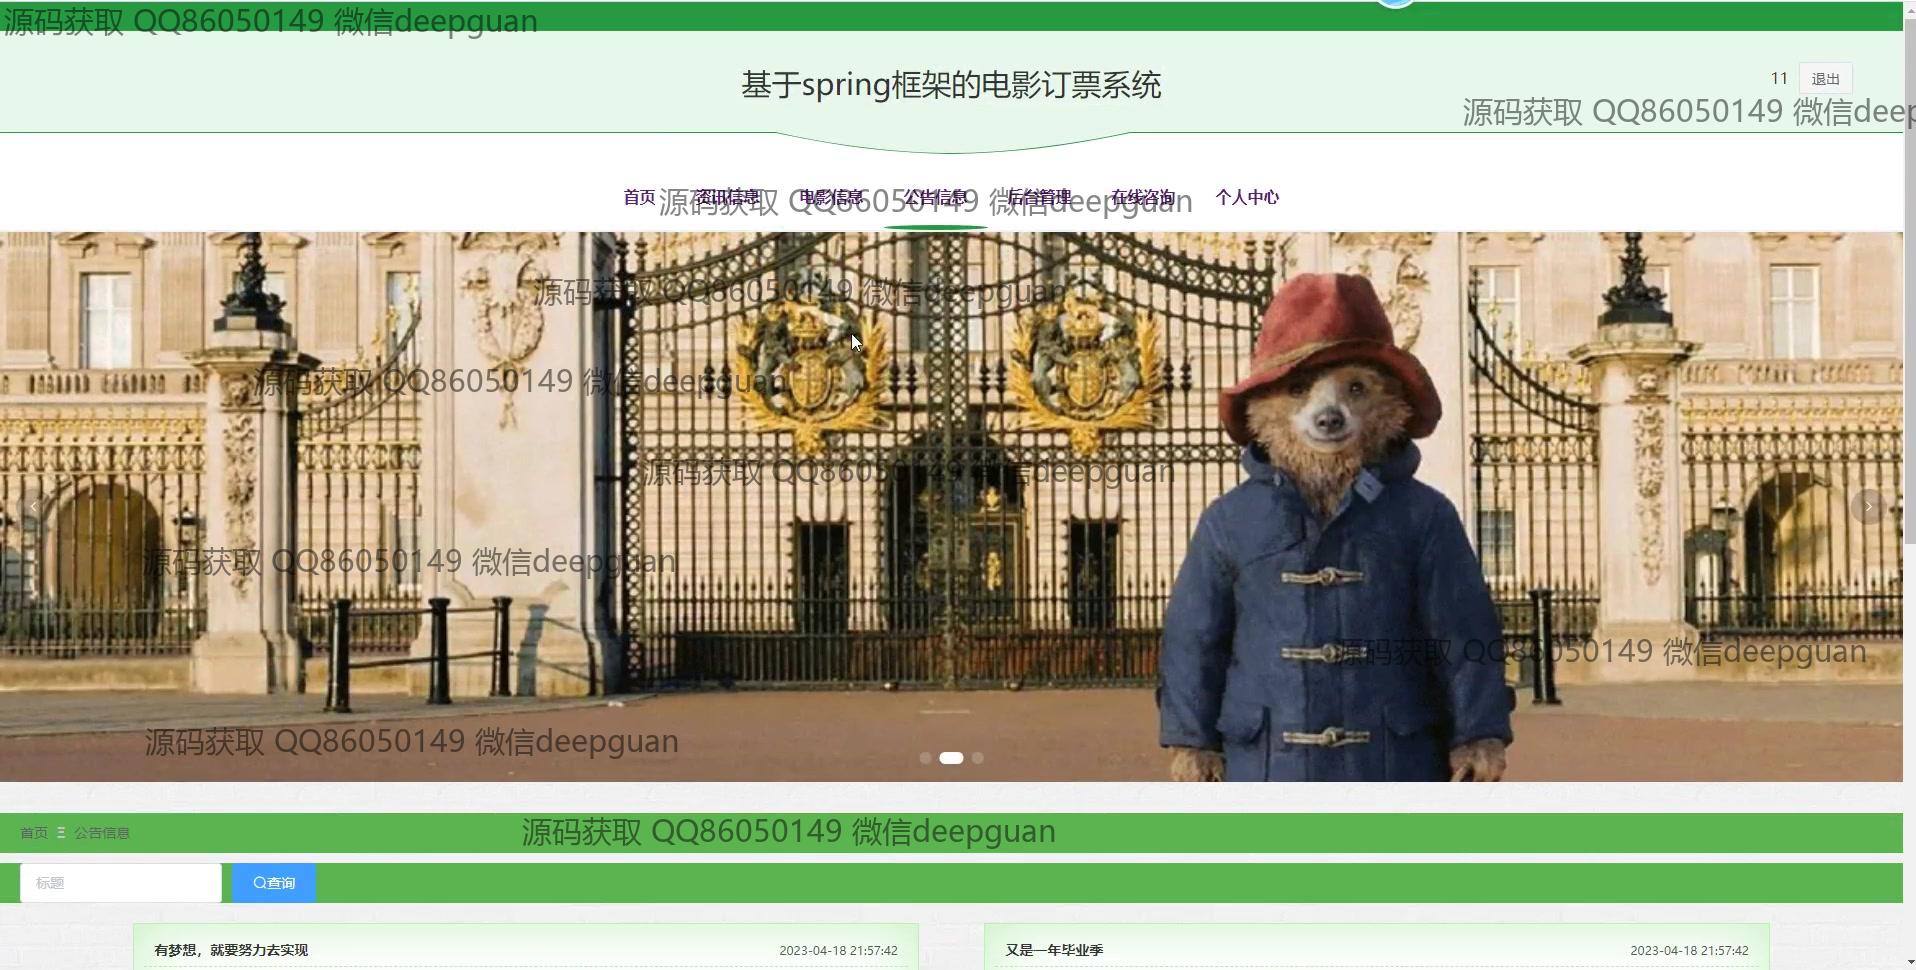 源码获取 QQ86050149 微信deepguan
基于spring框架的电影订票系统
11 退出
源码获取 QQ86050149 微信deep
首页 资讯信息 电影信息 公告信息 后台管理 在线咨询 个人中心
源码获取 QQ86050149 微信deepguan
源码获取 QQ86050149 微信deepguan
源码获取 QQ86050149 微信deepguan
源码获取 QQ86050149 微信deepguan
源码获取 QQ86050149 微信deepguan
源码获取 QQ86050149 微信deepguan
源码获取 QQ86050149 微信deepguan
首页 Ξ 公告信息
源码获取 QQ86050149 微信deepguan
标题 查询
有梦想，就要努力去实现 2023-04-18 21:57:42
又是一年毕业季 2023-04-18 21:57:42